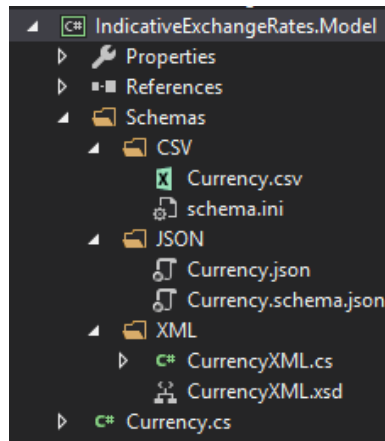 C# IndicativeExchangeRates.Model
Properties
References
Schemas
CSV
Currency.csv
schema.ini
JSON
Currency.json
Currency.schema.json
XML
C# CurrencyXML.cs
CurrencyXML.xsd
C# Currency.cs